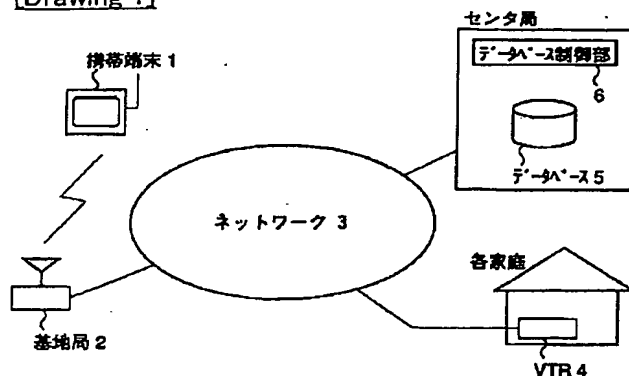 [Drawing
センタ局
データベース制御部
6
データベース 5
携帯端末 1
ネットワーク 3
基地局 2
各家庭
VTR 4